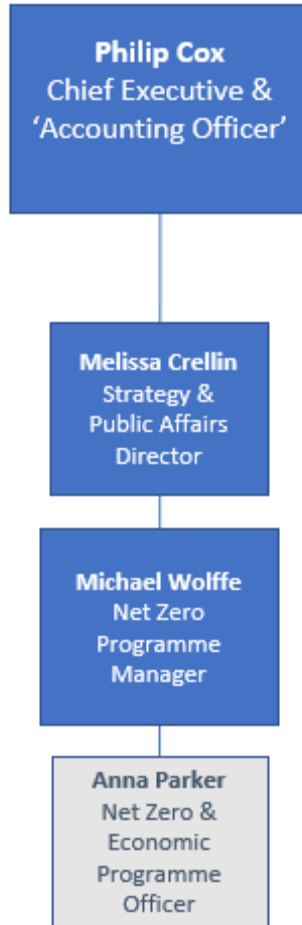 Philip Cox
Chief Executive &
‘Accounting Officer’
Melissa Crellin
Strategy &
Public Affairs
Director
Michael Wolffe
Net Zero
Programme
Manager
Anna Parker
Net Zero &
Economic
Programme
Officer